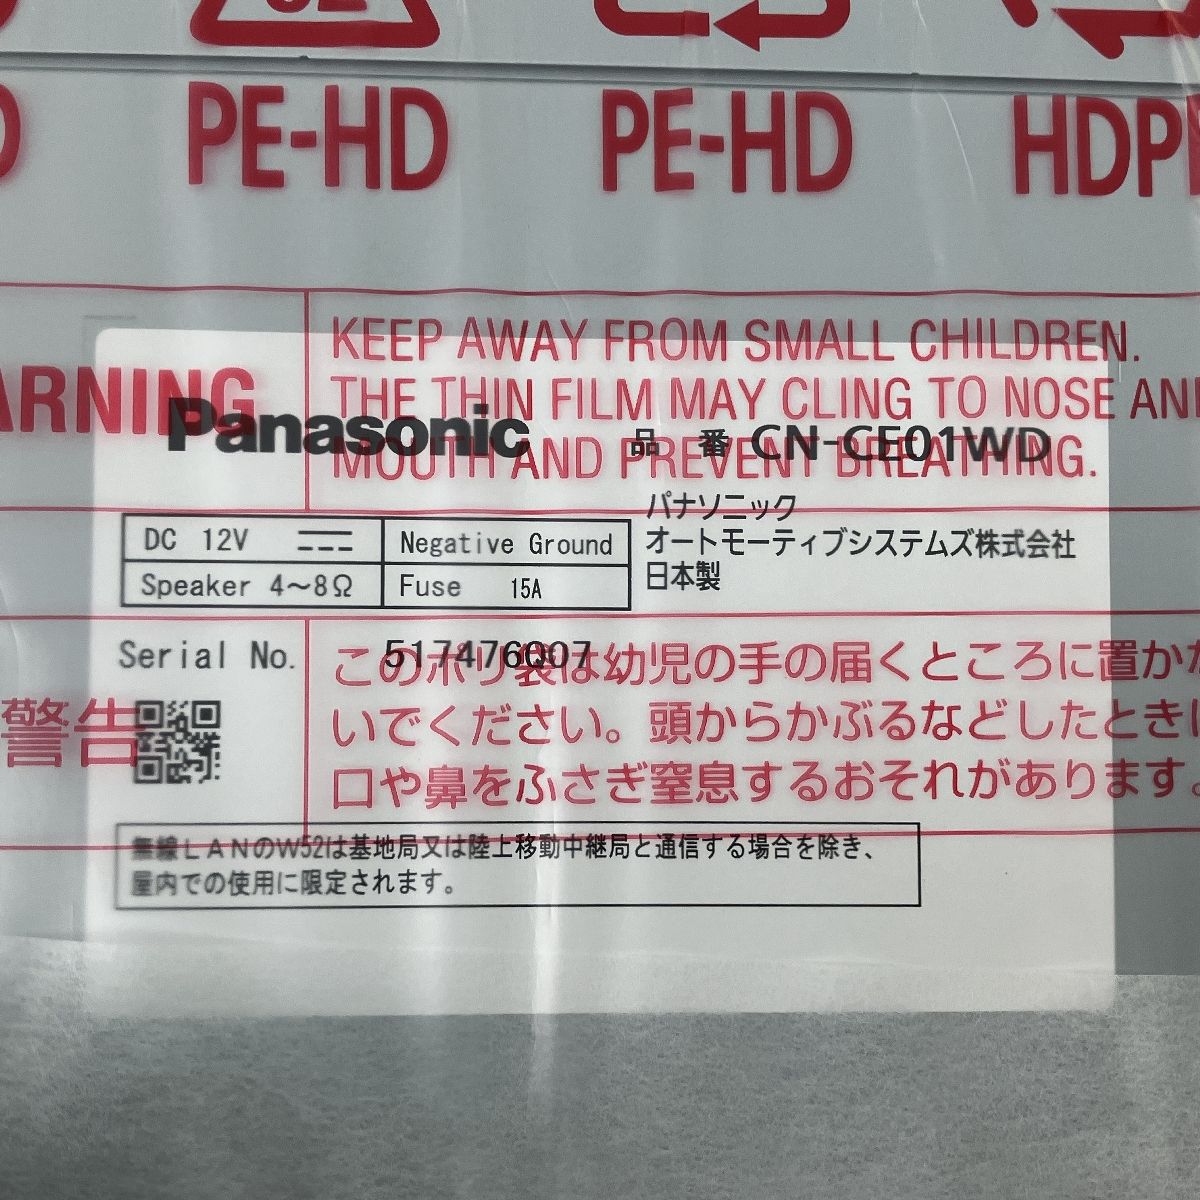 02
PE-HD PE-HD HDP
WARNING
KEEP AWAY FROM SMALL CHILDREN.
THE THIN FILM MAY CLING TO NOSE AND
MOUTH AND PREVENT BREATHING.
Panasonic 品 番 CN-CE01WD
パナソニック
オートモーティブシステムズ株式会社
日本製
DC 12V Negative Ground
Speaker 4〜8Ω Fuse 15A
Serial No. 517476007
警告
このポリ袋は幼児の手の届くところに置かな
いでください。頭からかぶるなどしたときに
口や鼻をふさぎ窒息するおそれがあります。
無線LANのW52は基地局又は陸上移動中継局と通信する場合を除き、
屋内での使用に限定されます。